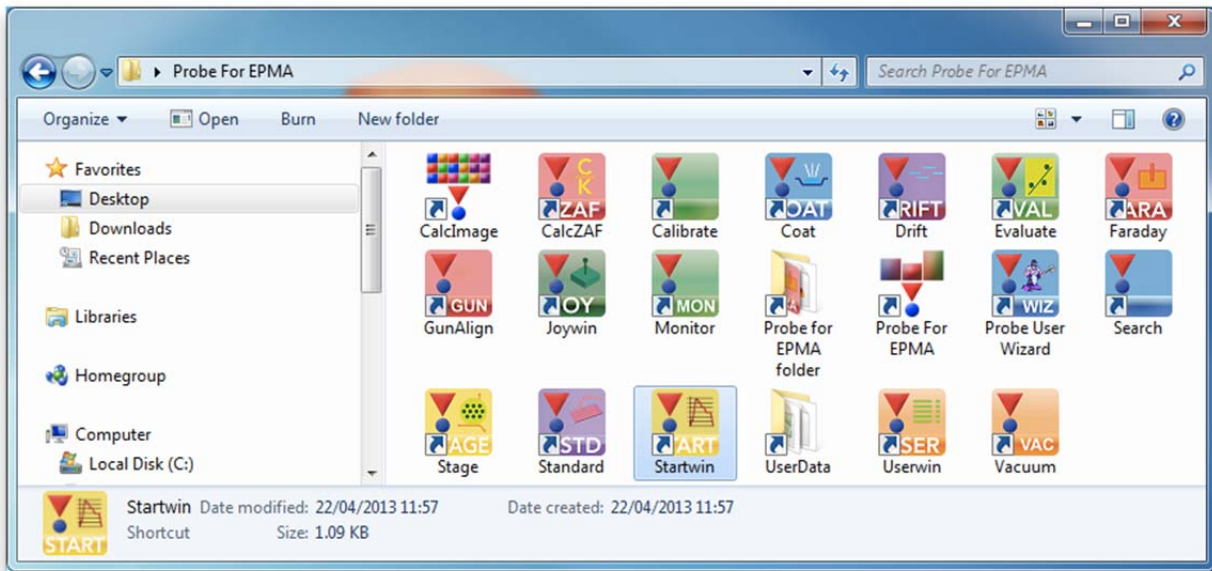 Probe For EPMA
Search Probe For EPMA
Organize Open Burn New folder
Favorites
Desktop
Downloads
Recent Places
Libraries
Homegroup
Computer
Local Disk (C:)
CK
ZAF
OAT
RIFT
VAL
ARA
CalcImage CalcZAF Calibrate Coat Drift Evaluate Faraday
GUN
OY
MON
WIZ
GunAlign Joywin Monitor Probe for EPMA folder Probe For EPMA Probe User Wizard Search
AGE
STD
ART
SER
VAC
Stage Standard Startwin UserData Userwin Vacuum
START
Startwin Date modified: 22/04/2013 11:57 Date created: 22/04/2013 11:57
Shortcut Size: 1.09 KB